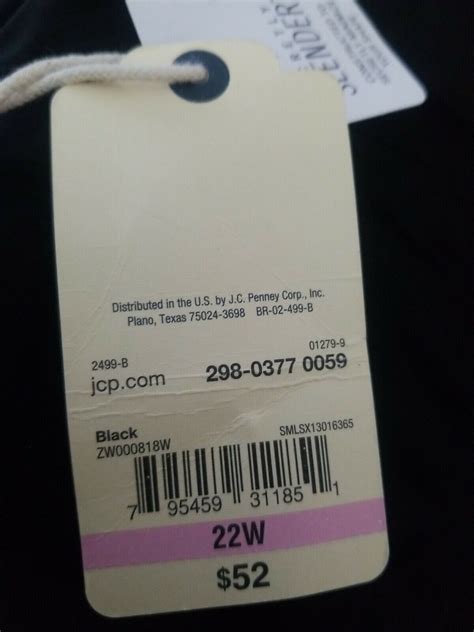 SLENDER
Distributed in the U.S. by J.C. Penney Corp., Inc.
Plano, Texas 75024-3698 BR-02-499-B
2499-B 01279-9
jcp.com 298-0377 0059
Black
ZW000818W SMLSX13016365
7 95459 31185 1
22W
$52